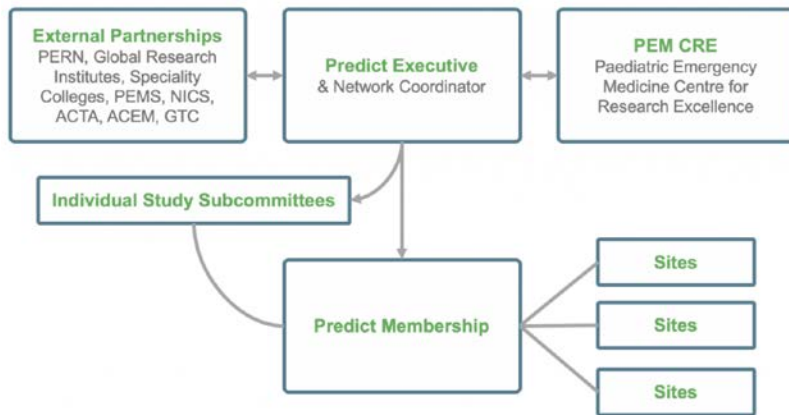 External Partnerships
PERN, Global Research
Institutes, Speciality
Colleges, PEMS, NICS,
ACTA, ACEM, GTC
Predict Executive
& Network Coordinator
PEM CRE
Paediatric Emergency
Medicine Centre for
Research Excellence
Individual Study Subcommittees
Predict Membership
Sites
Sites
Sites